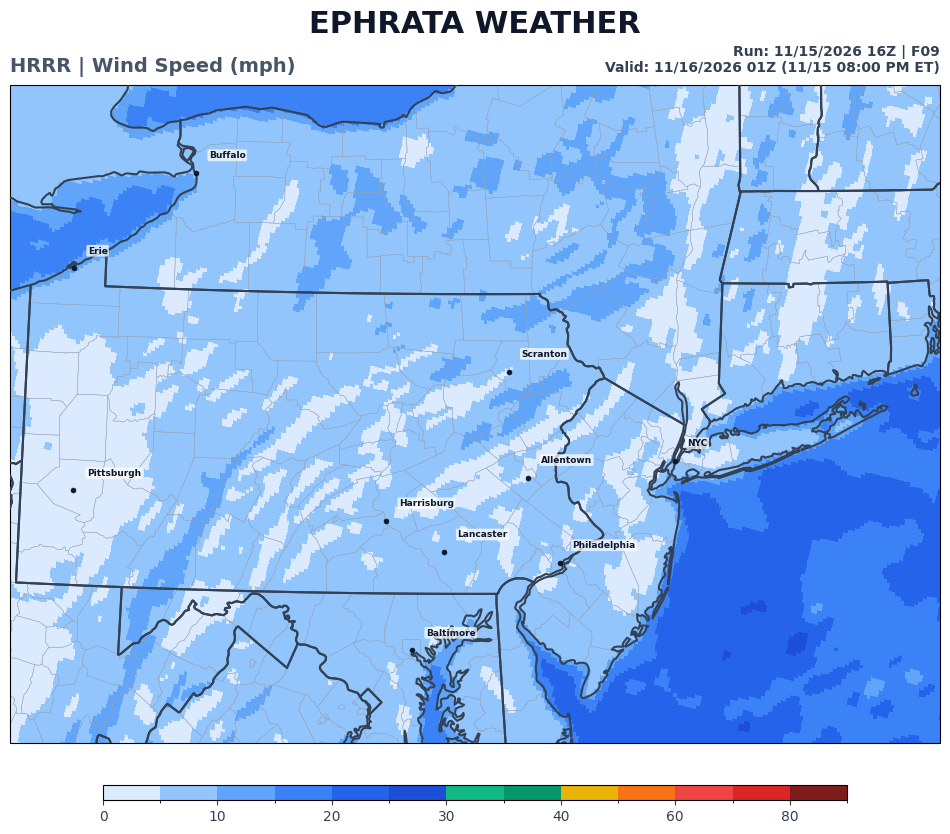 EPHRATA WEATHER
HRRR | Wind Speed (mph)
Run: 11/15/2026 16Z | F09
Valid: 11/16/2026 01Z (11/15 08:00 PM ET)
Buffalo
Erie
Scranton
NYC
Allentown
Pittsburgh
Harrisburg
Lancaster
Philadelphia
Baltimore
0 10 20 30 40 50 60 70 80